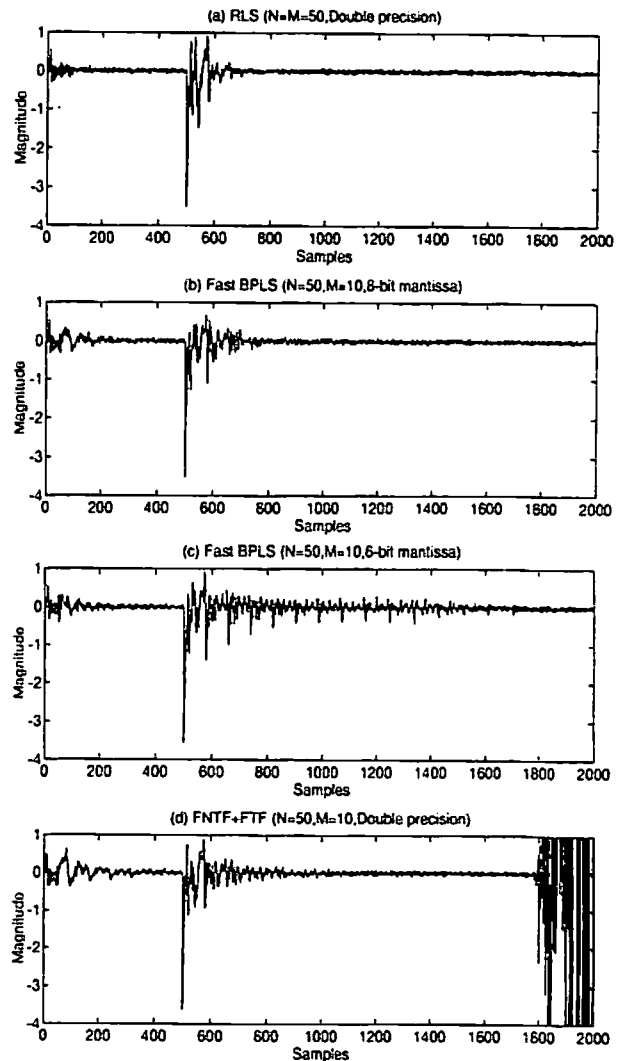 (a) RLS (N=M=50,Double precision)
1
0
-1
-2
-3
-4
Magnitude
0 200 400 600 800 1000 1200 1400 1600 1800 2000
Samples
(b) Fast BPLS (N=50,M=10,8-bit mantissa)
1
0
-1
-2
-3
-4
Magnitude
0 200 400 600 800 1000 1200 1400 1600 1800 2000
Samples
(c) Fast BPLS (N=50,M=10,6-bit mantissa)
1
0
-1
-2
-3
-4
Magnitude
0 200 400 600 800 1000 1200 1400 1600 1800 2000
Samples
(d) FNTF+FTF (N=50,M=10,Double precision)
1
0
-1
-2
-3
-4
Magnitude
0 200 400 600 800 1000 1200 1400 1600 1800 2000
Samples